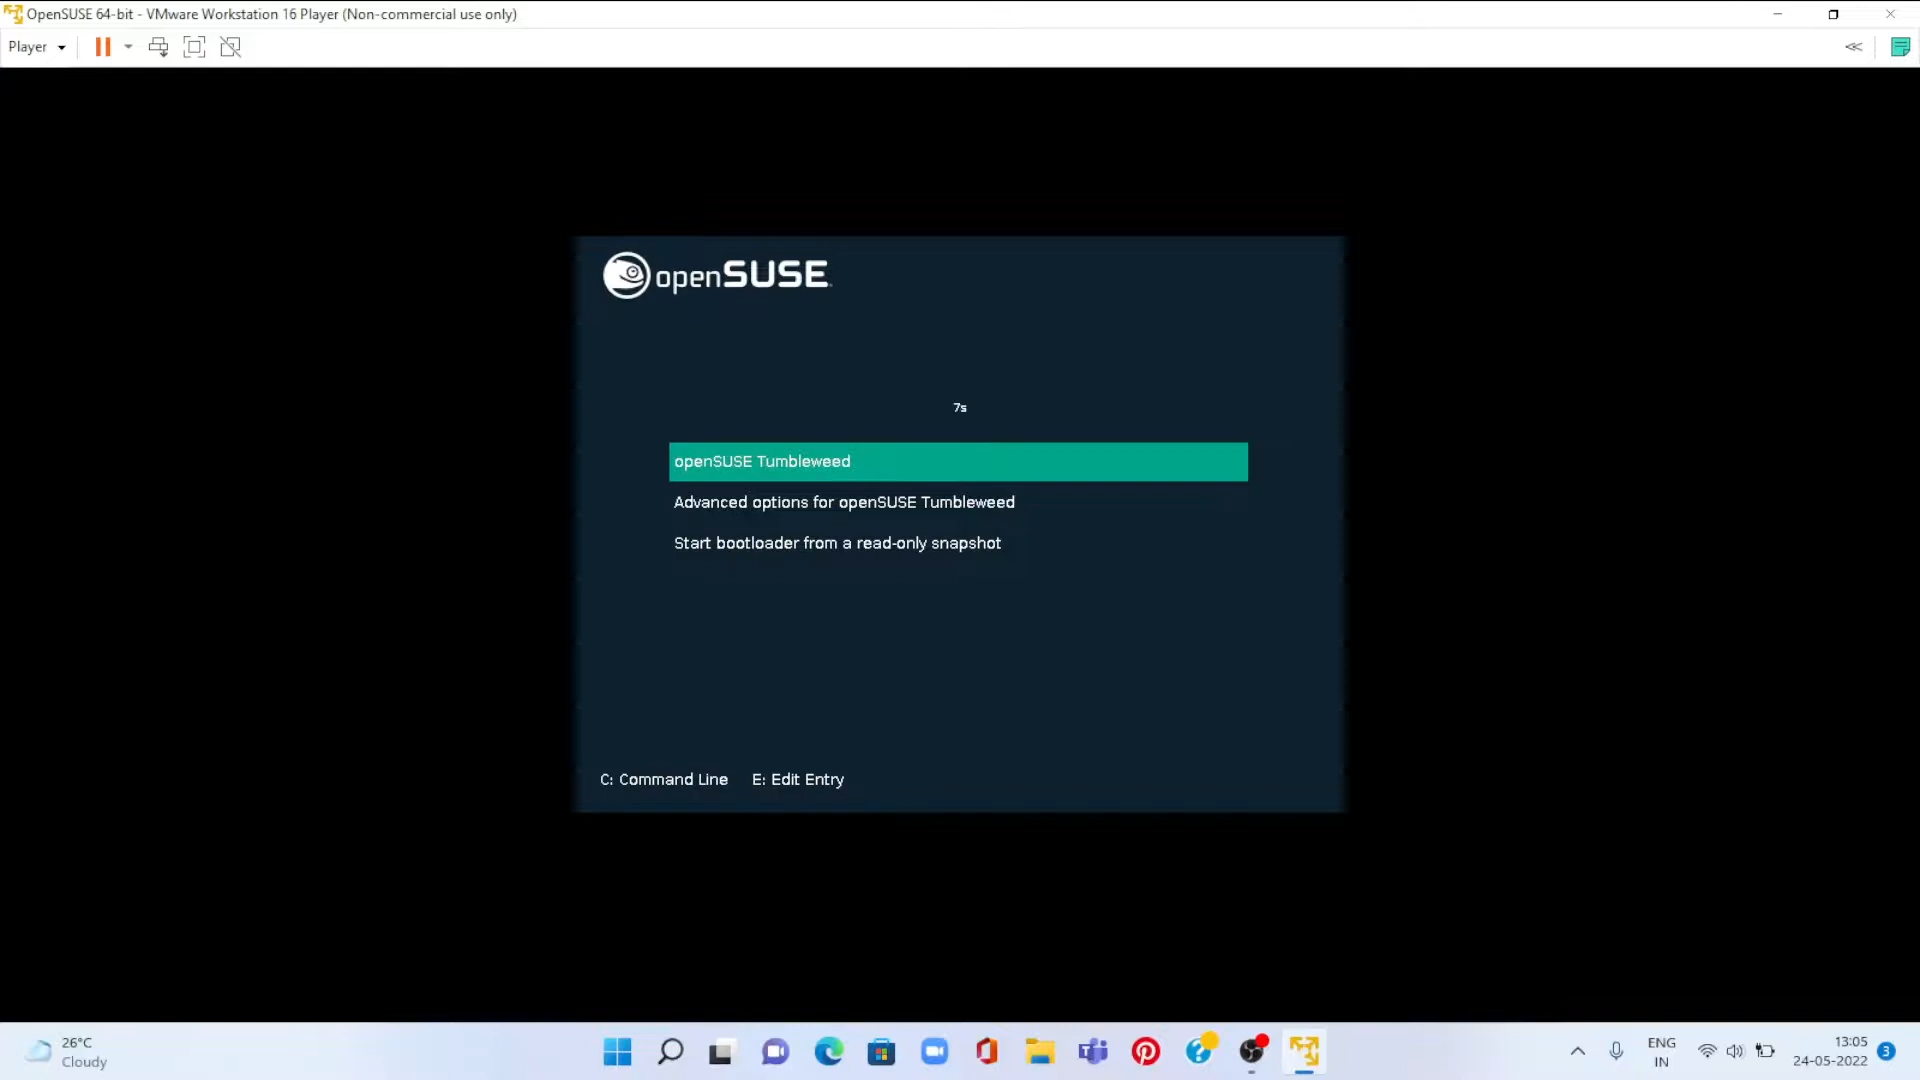 OpenSUSE 64-bit - VMware Workstation 16 Player (Non-commercial use only)
Player
openSUSE
7s
openSUSE Tumbleweed
Advanced options for openSUSE Tumbleweed
Start bootloader from a read-only snapshot
C: Command Line E: Edit Entry
26°C
Cloudy
ENG
IN
13:05
24-05-2022
3